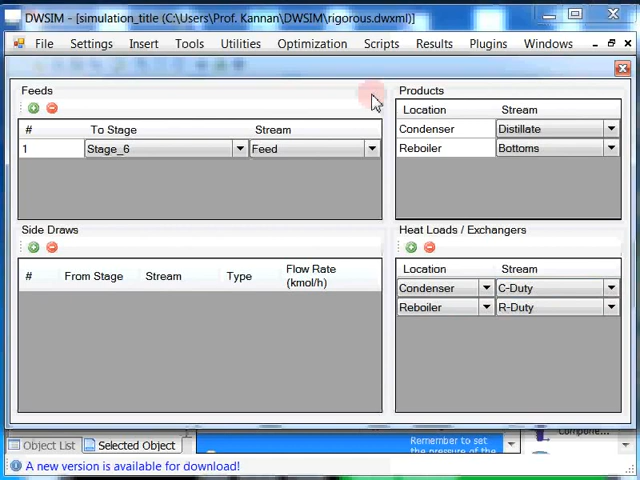 DWSIM - [simulation_title (C:\Users\Prof. Kannan\DWSIM\rigorous.dwxml)]
File Settings Insert Tools Utilities Optimization Scripts Results Plugins Windows
Feeds
# To Stage Stream
1 Stage_6 Feed
Products
Location Stream
Condenser Distillate
Reboiler Bottoms
Side Draws
# From Stage Stream Type Flow Rate (kmol/h)
Heat Loads / Exchangers
Location Stream
Condenser C-Duty
Reboiler R-Duty
Object List Selected Object
Remember to set
the pressure of the
A new version is available for download!